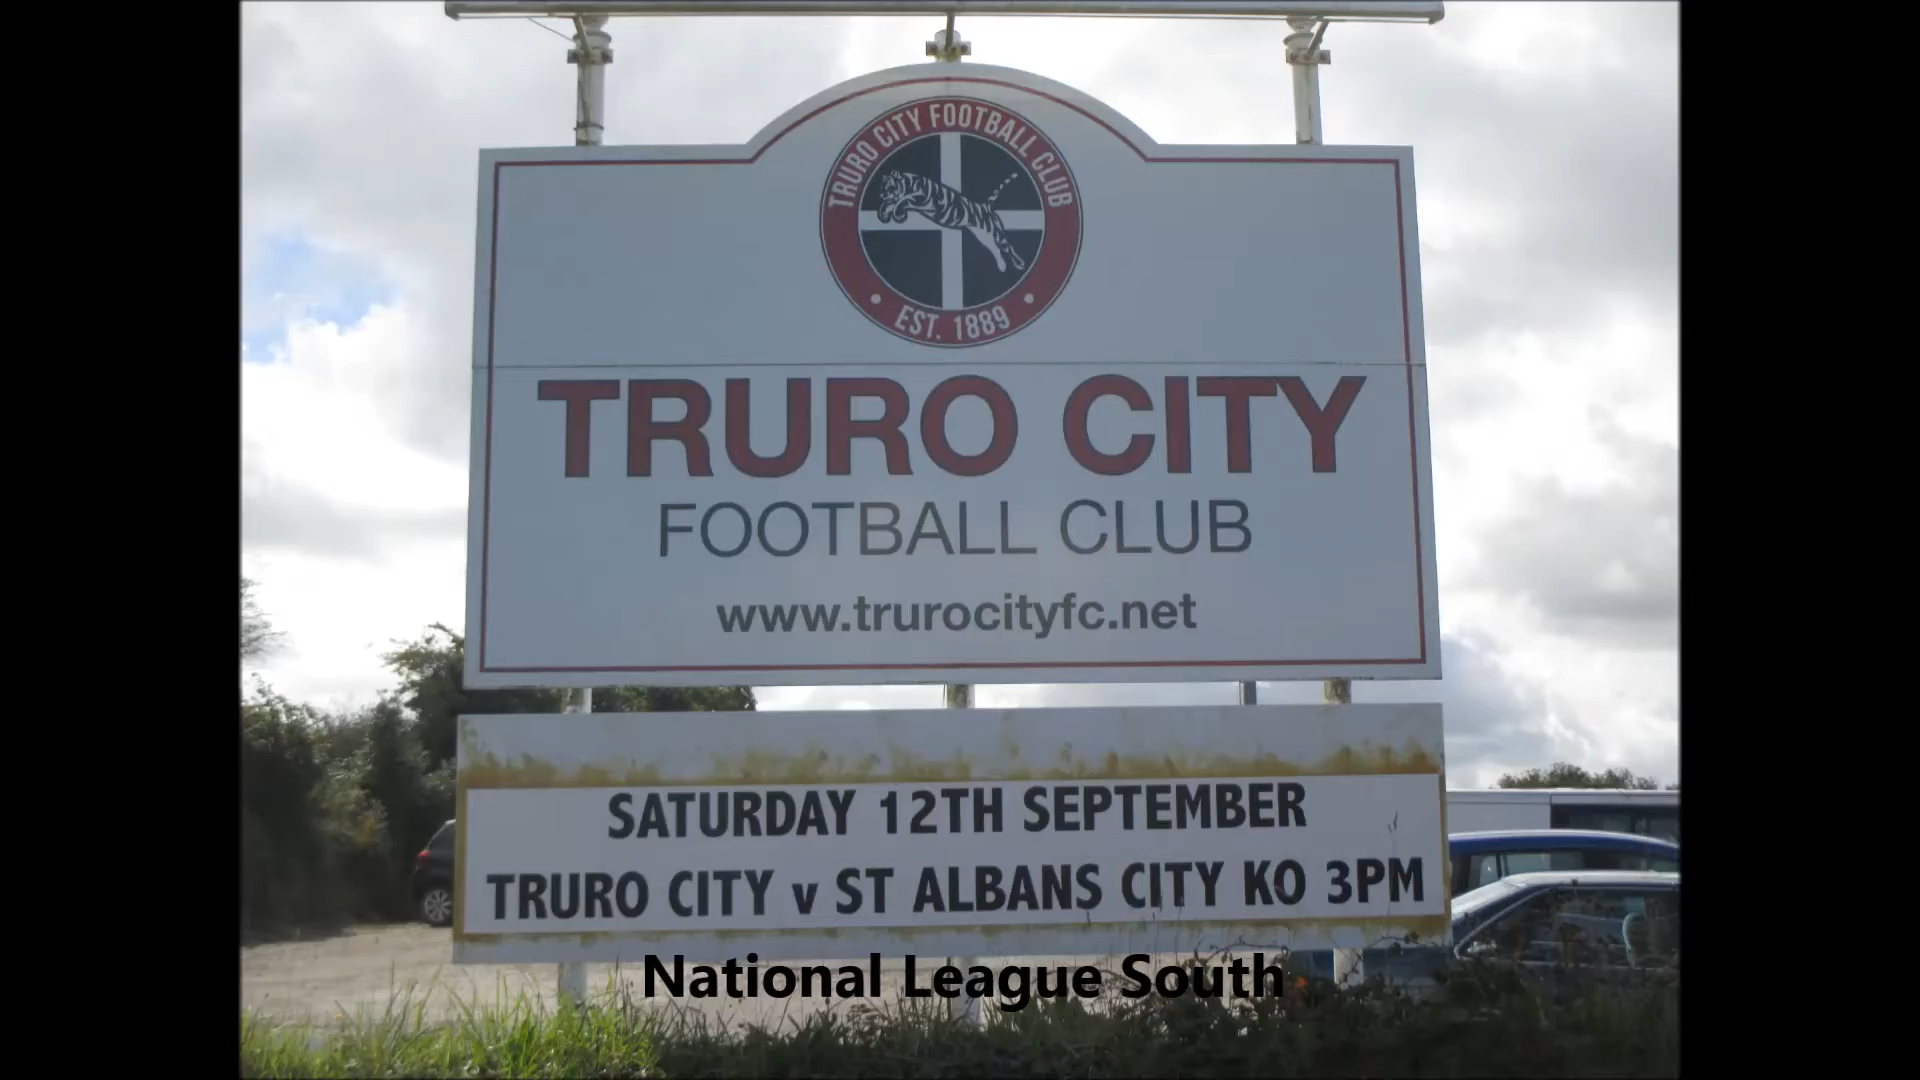 TRURO CITY FOOTBALL CLUB
EST. 1889
TRURO CITY
FOOTBALL CLUB
www.trurocityfc.net
SATURDAY 12TH SEPTEMBER
TRURO CITY v ST ALBANS CITY KO 3PM
National League South